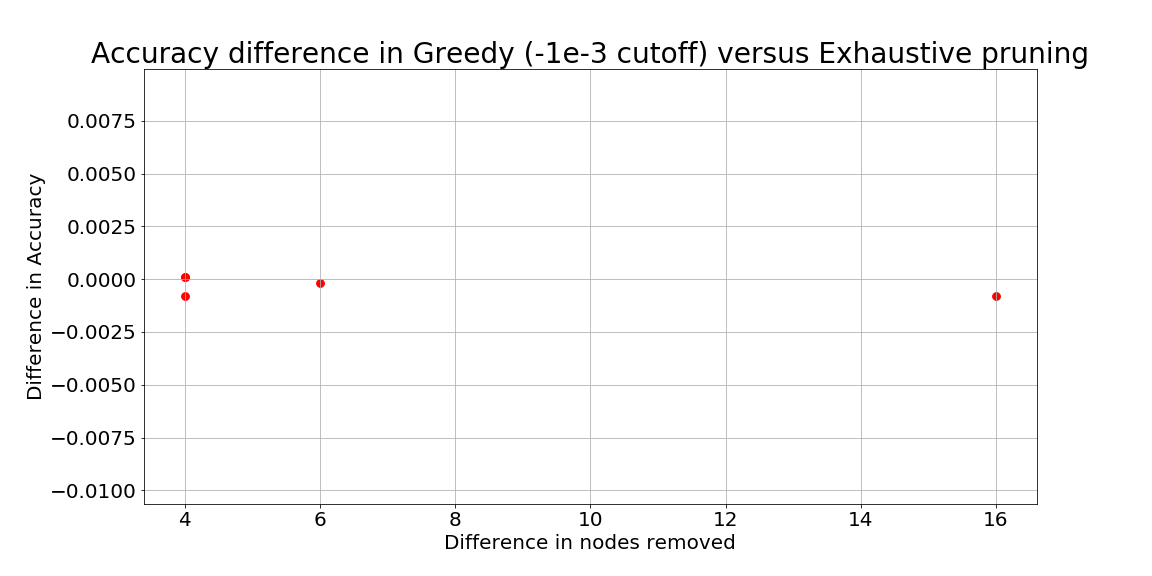 Accuracy difference in Greedy (-1e-3 cutoff) versus Exhaustive pruning
Difference in Accuracy
0.0075
0.0050
0.0025
0.0000
−0.0025
−0.0050
−0.0075
−0.0100
4 6 8 10 12 14 16
Difference in nodes removed